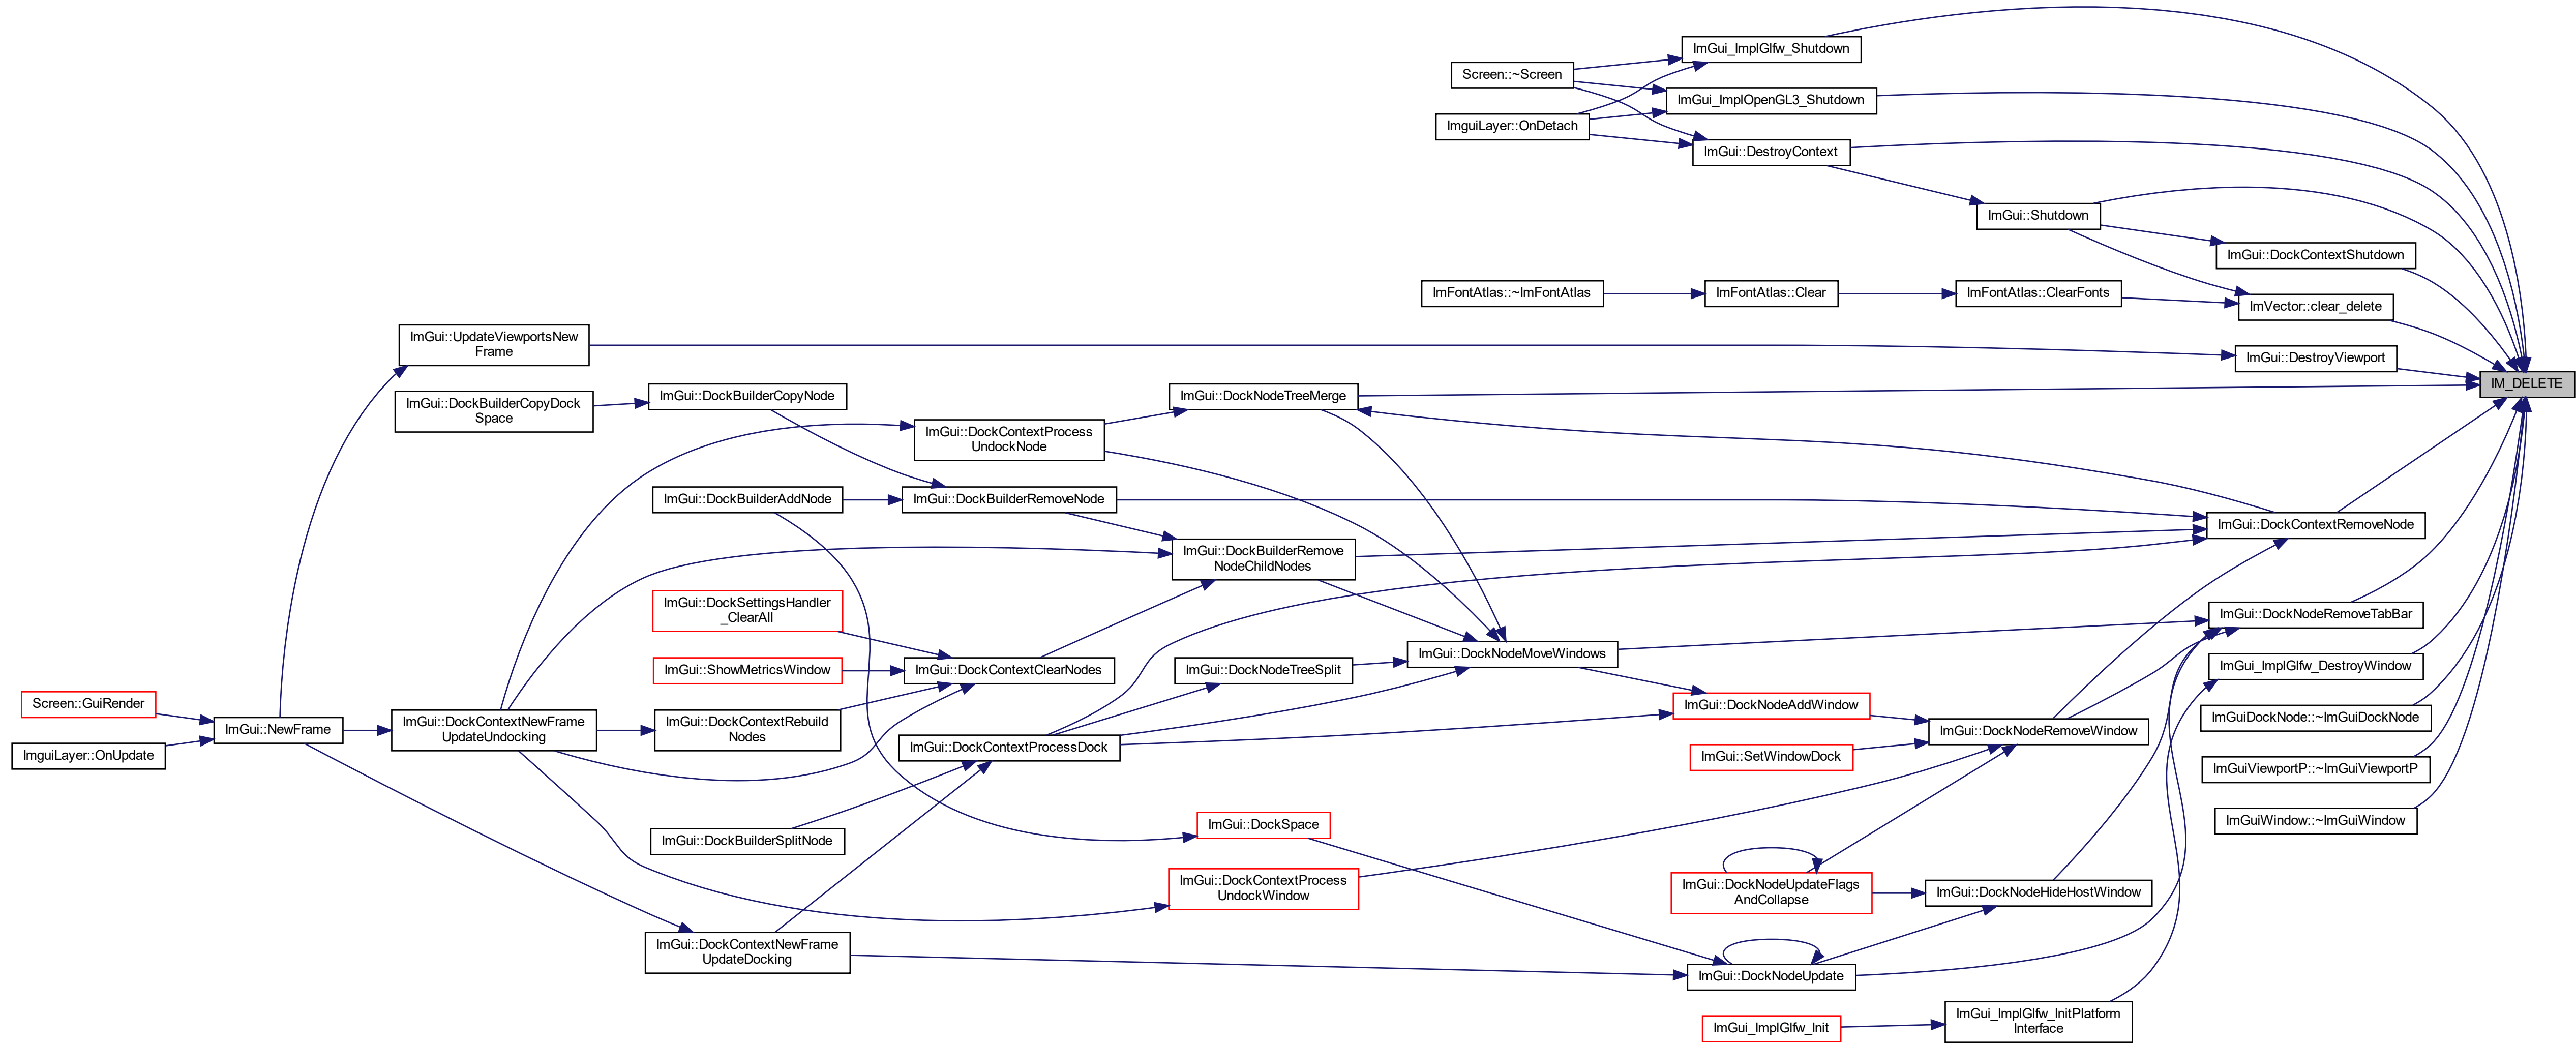 ImGui_ImplGlfw_Shutdown
Screen::~Screen
ImGui_ImplOpenGL3_Shutdown
ImguiLayer::OnDetach
ImGui::DestroyContext
ImGui::Shutdown
ImGui::DockContextShutdown
ImFontAtlas::~ImFontAtlas
ImFontAtlas::Clear
ImFontAtlas::ClearFonts
ImVector::clear_delete
ImGui::UpdateViewportsNew
Frame
ImGui::DestroyViewport
IM_DELETE
ImGui::DockBuilderCopyDock
Space
ImGui::DockBuilderCopyNode
ImGui::DockNodeTreeMerge
ImGui::DockContextProcess
UndockNode
ImGui::DockBuilderAddNode
ImGui::DockBuilderRemoveNode
ImGui::DockContextRemoveNode
ImGui::DockBuilderRemove
NodeChildNodes
ImGui::DockSettingsHandler
_ClearAll
ImGui::DockNodeRemoveTabBar
ImGui::ShowMetricsWindow
ImGui::DockContextClearNodes
ImGui::DockNodeTreeSplit
ImGui::DockNodeMoveWindows
ImGui_ImplGlfw_DestroyWindow
Screen::GuiRender
ImGui::NewFrame
ImguiLayer::OnUpdate
ImGui::DockContextNewFrame
UpdateUndocking
ImGui::DockContextRebuild
Nodes
ImGui::DockContextProcessDock
ImGui::DockNodeAddWindow
ImGui::SetWindowDock
ImGui::DockNodeRemoveWindow
ImGuiDockNode::~ImGuiDockNode
ImGuiViewportP::~ImGuiViewportP
ImGuiWindow::~ImGuiWindow
ImGui::DockBuilderSplitNode
ImGui::DockSpace
ImGui::DockContextProcess
UndockWindow
ImGui::DockNodeUpdateFlags
AndCollapse
ImGui::DockNodeHideHostWindow
ImGui::DockContextNewFrame
UpdateDocking
ImGui::DockNodeUpdate
ImGui_ImplGlfw_Init
ImGui_ImplGlfw_InitPlatform
Interface